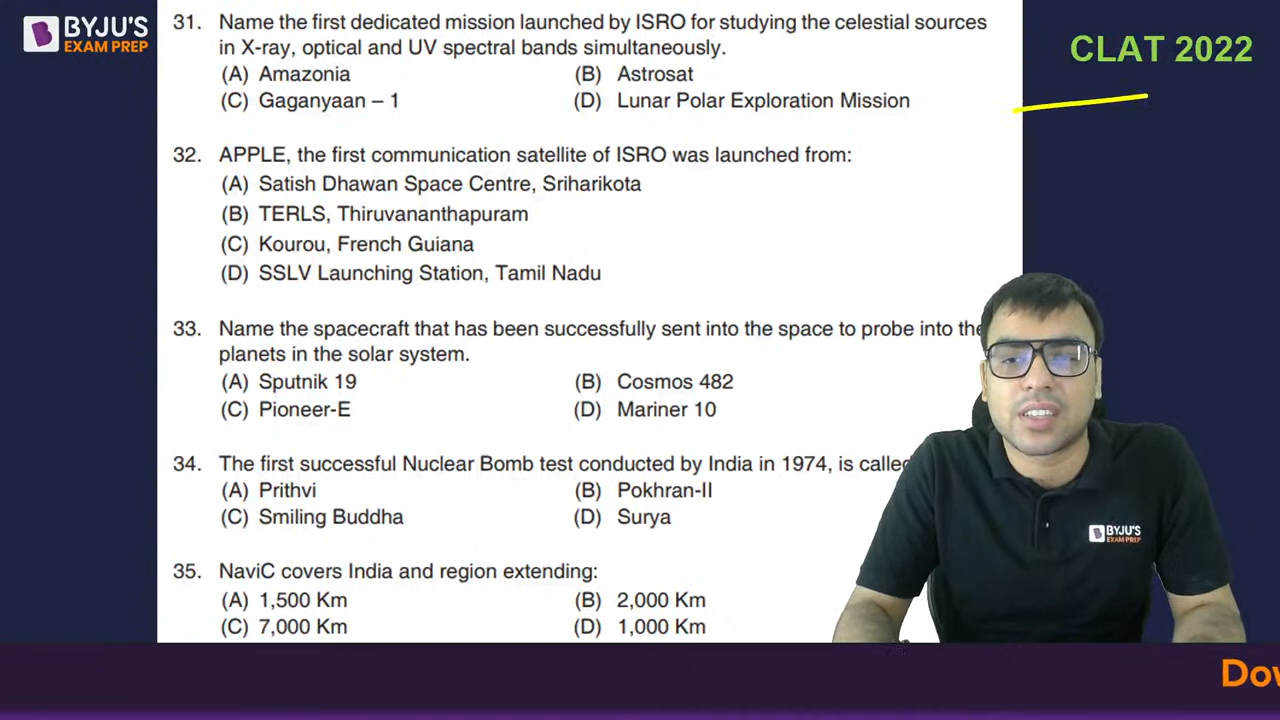 BYJU'S
EXAM PREP
CLAT 2022
31. Name the first dedicated mission launched by ISRO for studying the celestial sources
in X-ray, optical and UV spectral bands simultaneously.
(A) Amazonia (B) Astrosat
(C) Gaganyaan – 1 (D) Lunar Polar Exploration Mission
32. APPLE, the first communication satellite of ISRO was launched from:
(A) Satish Dhawan Space Centre, Sriharikota
(B) TERLS, Thiruvananthapuram
(C) Kourou, French Guiana
(D) SSLV Launching Station, Tamil Nadu
33. Name the spacecraft that has been successfully sent into the space to probe into the
planets in the solar system.
(A) Sputnik 19 (B) Cosmos 482
(C) Pioneer-E (D) Mariner 10
34. The first successful Nuclear Bomb test conducted by India in 1974, is called
(A) Prithvi (B) Pokhran-II
(C) Smiling Buddha (D) Surya
35. NaviC covers India and region extending:
(A) 1,500 Km (B) 2,000 Km
(C) 7,000 Km (D) 1,000 Km
BYJU'S
EXAM PREP